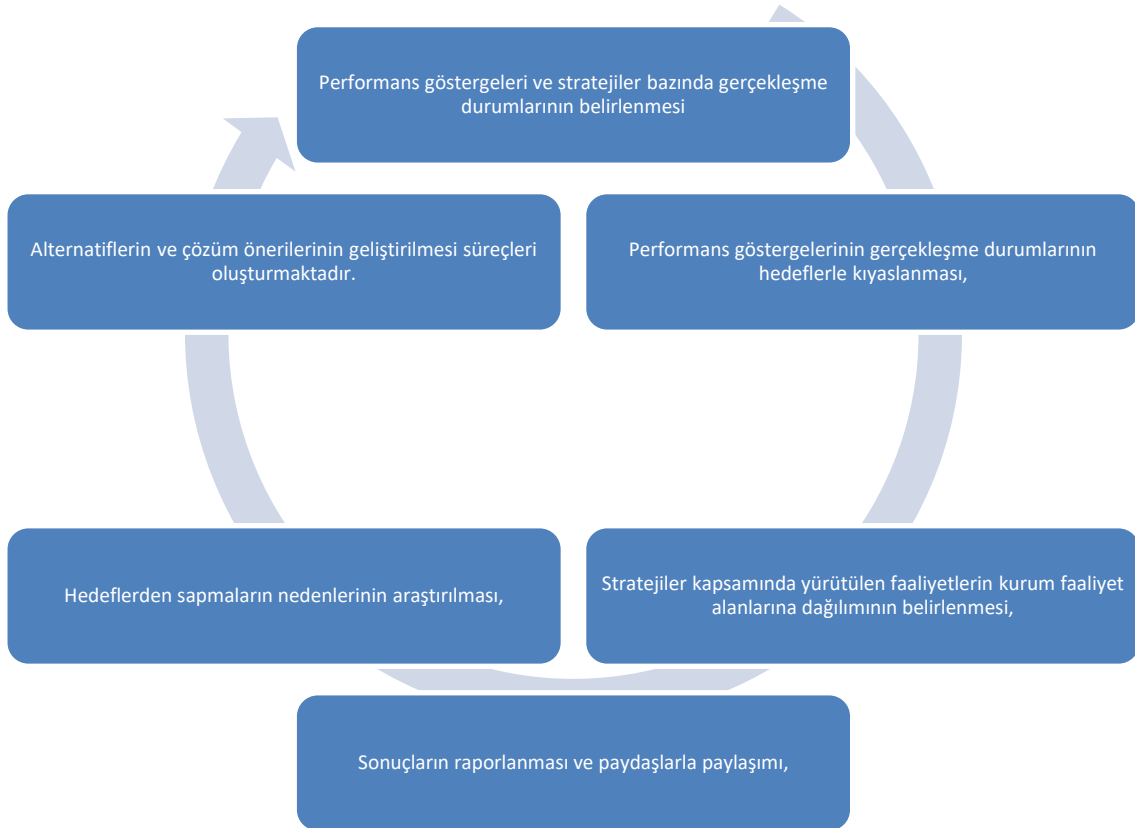 Performans göstergeleri ve stratejiler bazında gerçekleşme
durumlarının belirlenmesi
Performans göstergelerinin gerçekleşme durumlarının
hedeflerle kıyaslanması,
Stratejiler kapsamında yürütülen faaliyetlerin kurum faaliyet
alanlarına dağılımının belirlenmesi,
Sonuçların raporlanması ve paydaşlarla paylaşımı,
Hedeflerden sapmaların nedenlerinin araştırılması,
Alternatiflerin ve çözüm önerilerinin geliştirilmesi süreçleri
oluşturmaktadır.